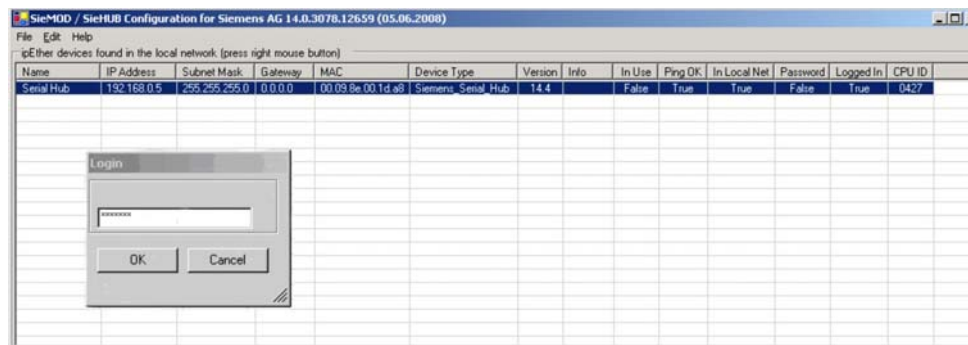 SieMOD / SieHUB Configuration for Siemens AG 14.0.3078.12659 (05.06.2008)
File Edit Help
ipEther devices found in the local network (press right mouse button)
Name IP Address Subnet Mask Gateway MAC Device Type Version Info In Use Ping OK In Local Net Password Logged In CPU ID
Serial Hub 192.168.0.5 255.255.255.0 0.0.0.0 00.09.8e.00.1d.a8 Siemens_Serial_Hub 14.4 False True True False True 0427
Login
*******
OK Cancel